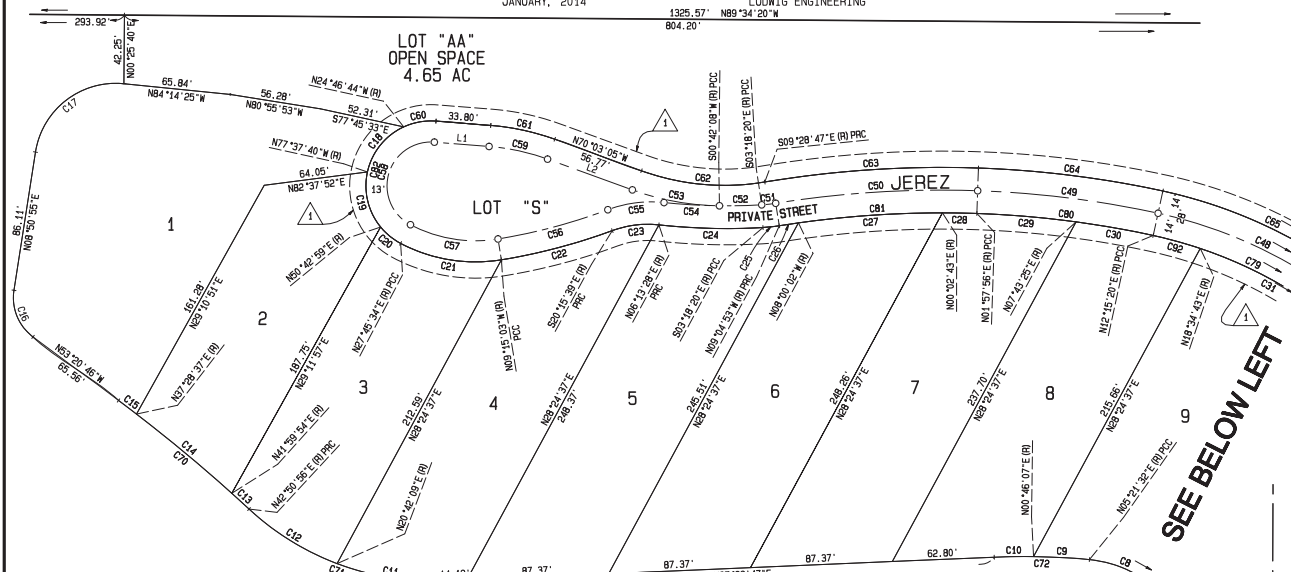 JANUARY, 2014 LUDWIG ENGINEERING
1325.57' N89°34'20"W
293.92' 804.20'
42.25'
N00°25'40"E
LOT "AA"
OPEN SPACE
4.65 AC
65.84'
N84°14'25"W
56.28'
N80°55'53"W
52.31'
S77°45'33"E
N24°46'44"W (R)
C17
C60
33.80'
C61
N70°03'05"W
56.77'
1
C62
S00°42'08"W (R) PCC
S03°18'20"E (R) PCC
S09°28'47"E (R) PRC
C63
C64
C65
JEREZ
PRIVATE STREET
C18
C82
C58
13'
L1
C59
L2
C53
C54
C52
C51
C50
C49
14'
28'
C48
C79
C31
N77°37'40"W (R)
64.05'
N82°37'52"E
C19
1
LOT "S"
C55
C56
C57
C81
C27
C28
C29
C80
C30
C92
86.11'
N08°50'55"E
C16
1
N50°42'59"E (R)
C20
C21
C22
C23
C24
C25
C26
N27°45'34"E (R) PCC
N09°15'03"W (R)
PCC
S20°15'39"E (R)
PRC
N06°13'28"E (R)
PRC
S03°18'20"E (R) PCC
N09°04'53"W (R) PRC
N08°00'02"W (R)
N00°02'43"E (R)
N01°57'56"E (R) PCC
N07°43'25"E (R)
N12°15'20"E (R) PCC
N18°34'43"E (R)
1
161.28'
N29°10'51"E
2
187.75'
N29°11'57"E
3
212.59'
N28°24'37"E
4
N28°24'37"E
248.37'
5
245.51'
N28°24'37"E
6
248.26'
N28°24'37"E
7
237.70'
N28°24'37"E
8
215.66'
N28°24'37"E
9
SEE BELOW LEFT
N53°20'46"W
65.56'
N37°28'37"E (R)
C15
C14
C70
N41°59'54"E (R)
C13
N42°50'56"E (R) PRC
C12
N20°42'09"E (R)
N00°46'07"E (R)
N05°21'32"E (R) PCC
C71
C11
87.37'
87.37'
87.37'
62.80'
C10
C9
C72
C8